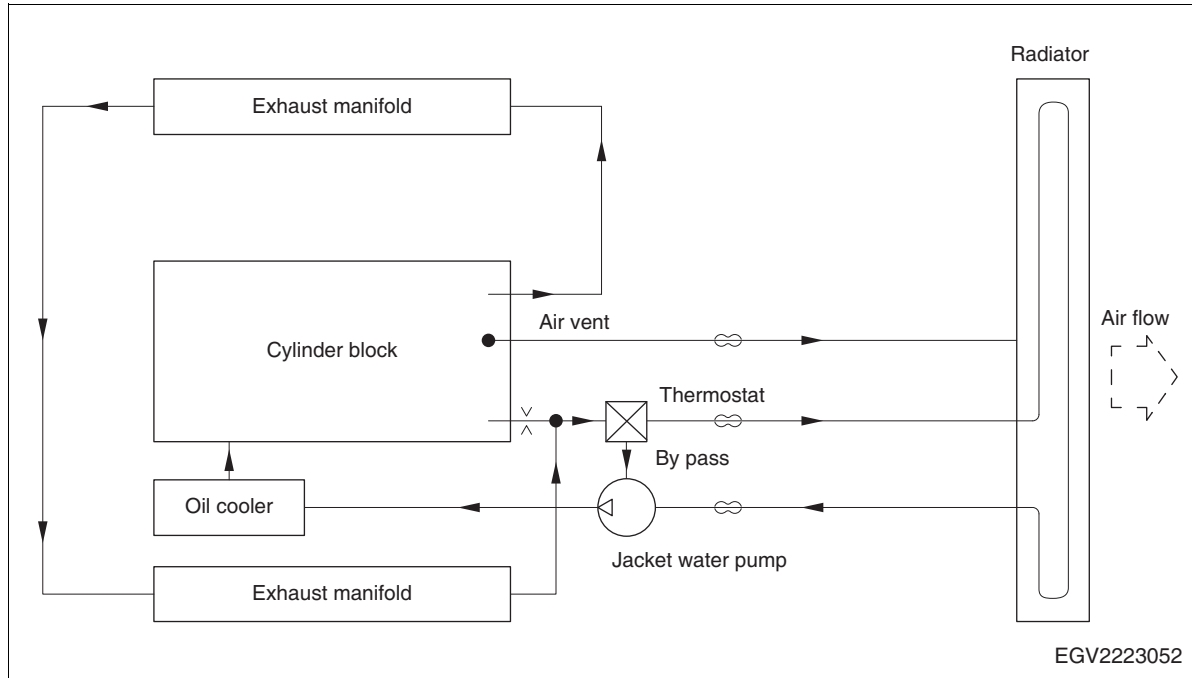 Radiator
Exhaust manifold
Air vent
Air flow
Cylinder block
Thermostat
By pass
Oil cooler
Jacket water pump
Exhaust manifold
EGV2223052